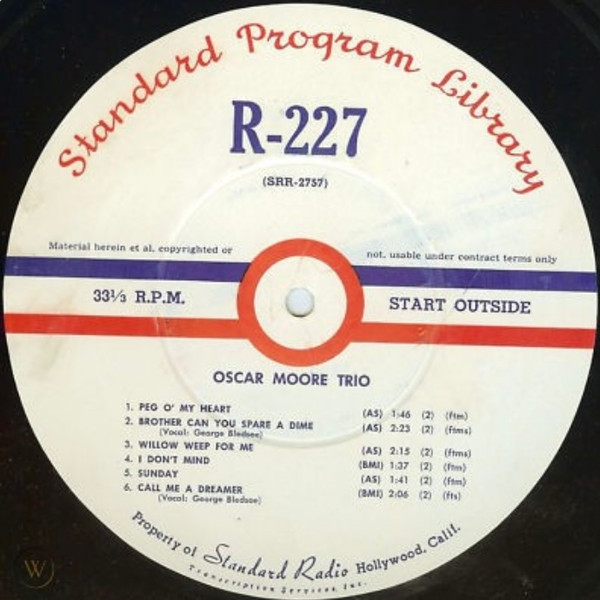 Standard Program Library
R-227
(SRR-2757)
Material herein et al, copyrighted or not, usable under contract terms only
33⅓ R.P.M. START OUTSIDE
OSCAR MOORE TRIO
1. PEG O' MY HEART (AS) 1:46 (2) (ftm)
2. BROTHER CAN YOU SPARE A DIME (AS) 2:23 (2) (ftms)
(Vocal: George Bledsoe)
3. WILLOW WEEP FOR ME (AS) 2:15 (2) (ftms)
4. I DON'T MIND (BMI) 1:37 (2) (ftm)
5. SUNDAY (AS) 1:41 (2) (ftm)
6. CALL ME A DREAMER (BMI) 2:06 (2) (fts)
(Vocal: George Bledsoe)
Property of Standard Radio Hollywood, Calif.
Transcription Services, Inc.
W